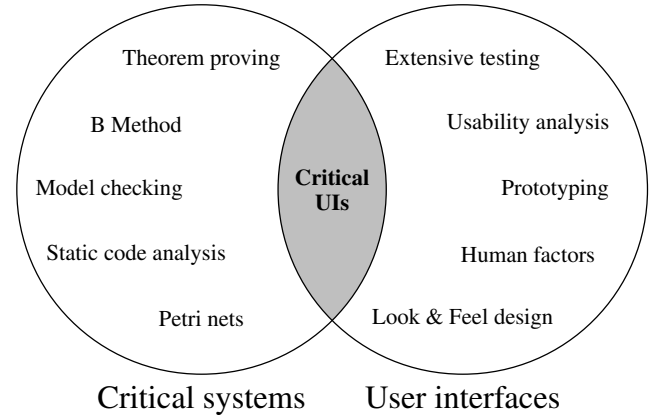 Theorem proving
B Method
Model checking
Static code analysis
Petri nets
Critical
UIs
Extensive testing
Usability analysis
Prototyping
Human factors
Look & Feel design
Critical systems
User interfaces